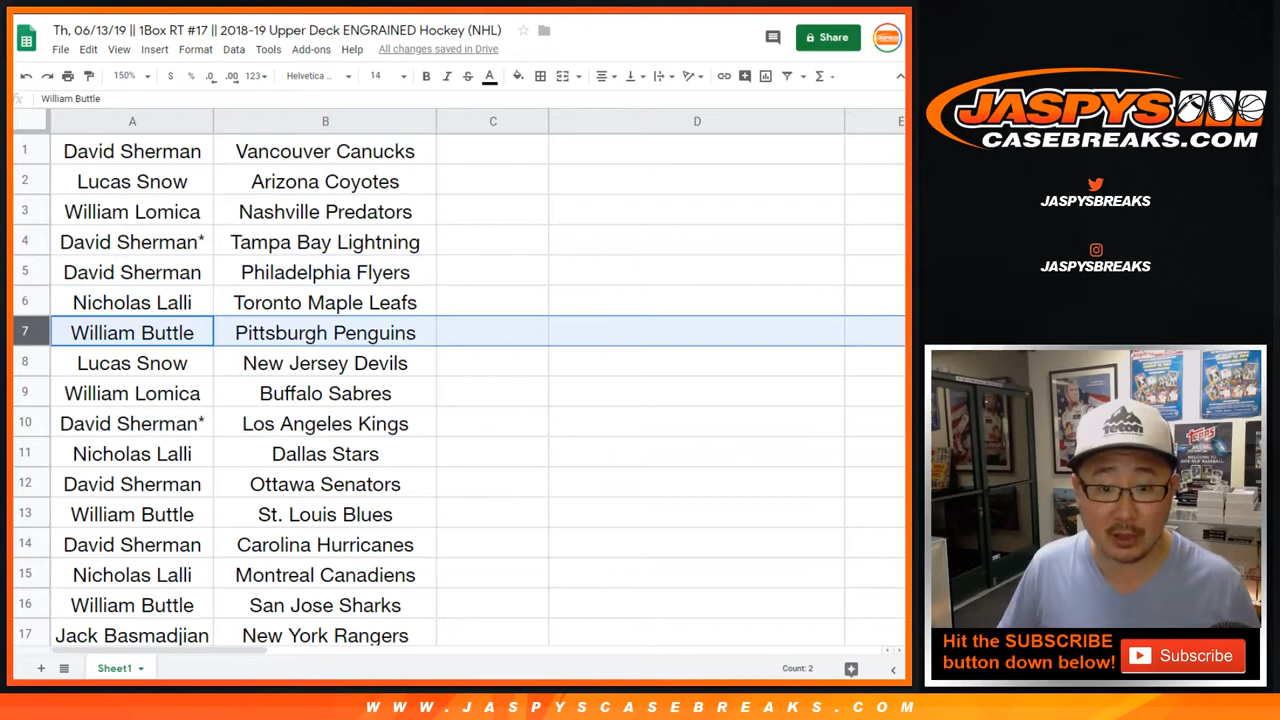 Th, 06/13/19 || 1Box RT #17 || 2018-19 Upper Deck ENGRAINED Hockey (NHL)
File Edit View Insert Format Data Tools Add-ons Help All changes saved in Drive
Share
150% $ % .0 .00 123 Helvetica ... 14 B I S A
fx William Buttle
A B C D E
1 David Sherman Vancouver Canucks
2 Lucas Snow Arizona Coyotes
3 William Lomica Nashville Predators
4 David Sherman* Tampa Bay Lightning
5 David Sherman Philadelphia Flyers
6 Nicholas Lalli Toronto Maple Leafs
7 William Buttle Pittsburgh Penguins
8 Lucas Snow New Jersey Devils
9 William Lomica Buffalo Sabres
10 David Sherman* Los Angeles Kings
11 Nicholas Lalli Dallas Stars
12 David Sherman Ottawa Senators
13 William Buttle St. Louis Blues
14 David Sherman Carolina Hurricanes
15 Nicholas Lalli Montreal Canadiens
16 William Buttle San Jose Sharks
17 Jack Basmadjian New York Rangers
+ Sheet1 Count: 2
JASPYS
CASEBREAKS.COM
JASPYSBREAKS
JASPYSBREAKS
topps
Teton
Hit the SUBSCRIBE
button down below!
Subscribe
WWW.JASPYSCASEBREAKS.COM